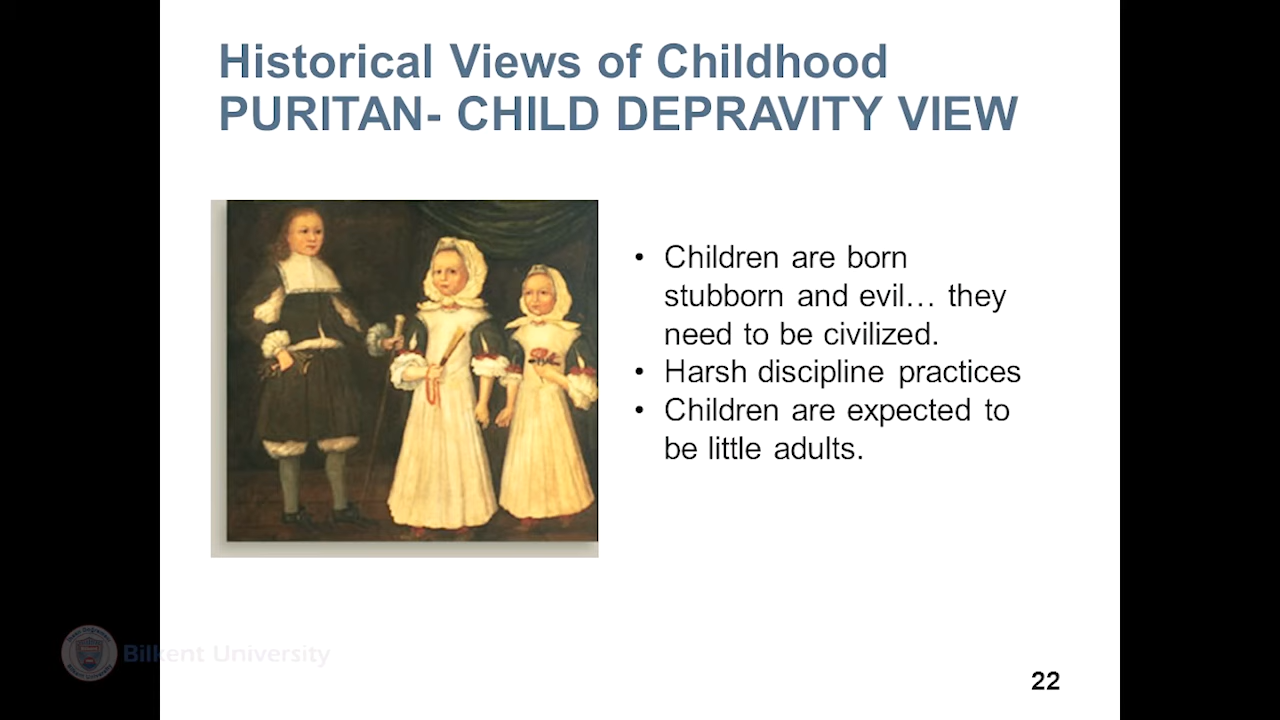 Historical Views of Childhood
PURITAN- CHILD DEPRAVITY VIEW
• Children are born
stubborn and evil… they
need to be civilized.
• Harsh discipline practices
• Children are expected to
be little adults.
Bilkent University
22